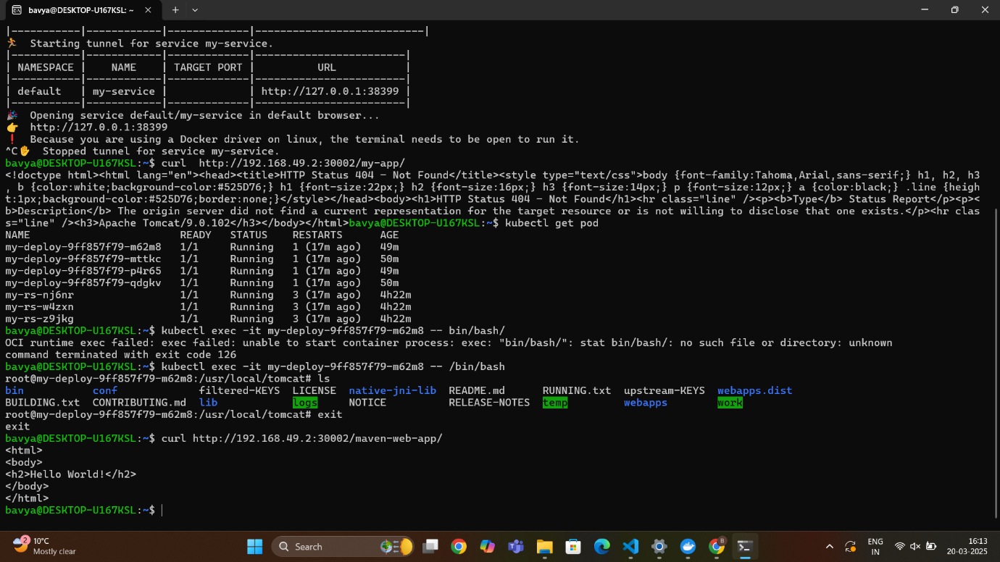 bavya@DESKTOP-U167KSL: ~
|-----------|------------|-------------|---------------------------|
🏃 Starting tunnel for service my-service.
|-----------|------------|-------------|------------------------|
| NAMESPACE |    NAME    | TARGET PORT |          URL           |
|-----------|------------|-------------|------------------------|
| default   | my-service |             | http://127.0.0.1:38399 |
|-----------|------------|-------------|------------------------|
🎉  Opening service default/my-service in default browser...
👉  http://127.0.0.1:38399
❗  Because you are using a Docker driver on linux, the terminal needs to be open to run it.
^C✋  Stopped tunnel for service my-service.
bavya@DESKTOP-U167KSL:~$ curl  http://192.168.49.2:30002/my-app/
<!doctype html><html lang="en"><head><title>HTTP Status 404 – Not Found</title><style type="text/css">body {font-family:Tahoma,Arial,sans-serif;} h1, h2, h3
, b {color:white;background-color:#525D76;} h1 {font-size:22px;} h2 {font-size:16px;} h3 {font-size:14px;} p {font-size:12px;} a {color:black;} .line {heigh
t:1px;background-color:#525D76;border:none;}</style></head><body><h1>HTTP Status 404 – Not Found</h1><hr class="line" /><p><b>Type</b> Status Report</p><p><
b>Description</b> The origin server did not find a current representation for the target resource or is not willing to disclose that one exists.</p><hr clas
s="line" /><h3>Apache Tomcat/9.0.102</h3></body></html>bavya@DESKTOP-U167KSL:~$ kubectl get pod
NAME                        READY   STATUS    RESTARTS      AGE
my-deploy-9ff857f79-m62m8   1/1     Running   1 (17m ago)   49m
my-deploy-9ff857f79-mttkc   1/1     Running   1 (17m ago)   50m
my-deploy-9ff857f79-p4r65   1/1     Running   1 (17m ago)   49m
my-deploy-9ff857f79-qdgkv   1/1     Running   1 (17m ago)   50m
my-rs-nj6nr                 1/1     Running   3 (17m ago)   4h22m
my-rs-w4zxn                 1/1     Running   3 (17m ago)   4h22m
my-rs-z9jkg                 1/1     Running   3 (17m ago)   4h22m
bavya@DESKTOP-U167KSL:~$ kubectl exec -it my-deploy-9ff857f79-m62m8 -- bin/bash/
OCI runtime exec failed: exec failed: unable to start container process: exec: "bin/bash/": stat bin/bash/: no such file or directory: unknown
command terminated with exit code 126
bavya@DESKTOP-U167KSL:~$ kubectl exec -it my-deploy-9ff857f79-m62m8 -- /bin/bash
root@my-deploy-9ff857f79-m62m8:/usr/local/tomcat# ls
bin           conf             filtered-KEYS  LICENSE  native-jni-lib  README.md      RUNNING.txt  upstream-KEYS  webapps.dist
BUILDING.txt  CONTRIBUTING.md  lib            logs     NOTICE          RELEASE-NOTES  temp         webapps        work
root@my-deploy-9ff857f79-m62m8:/usr/local/tomcat# exit
exit
bavya@DESKTOP-U167KSL:~$ curl http://192.168.49.2:30002/maven-web-app/
<html>
<body>
<h2>Hello World!</h2>
</body>
</html>
bavya@DESKTOP-U167KSL:~$
2
10°C
Mostly clear
Search
B
ENG
IN
16:13
20-03-2025